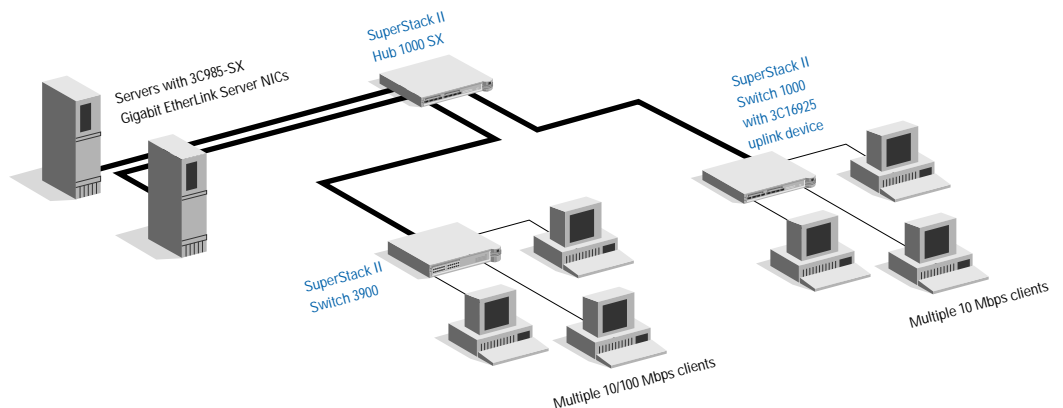 SuperStack II
Hub 1000 SX
Servers with 3C985-SX
Gigabit EtherLink Server NICs
SuperStack II
Switch 1000
with 3C16925
uplink device
SuperStack II
Switch 3900
Multiple 10 Mbps clients
Multiple 10/100 Mbps clients